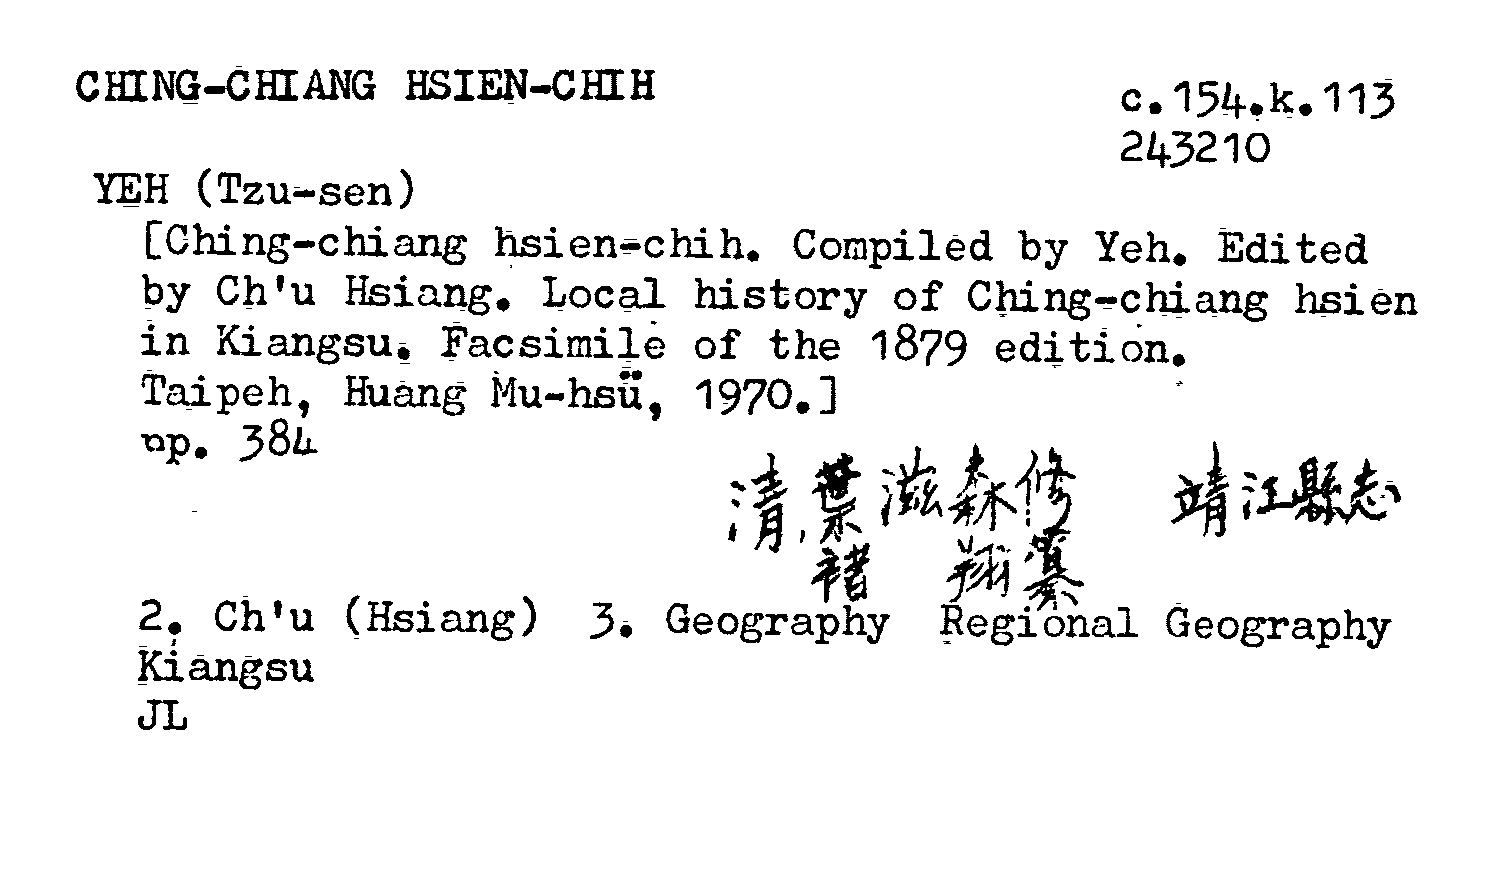 CHING-CHIANG HSIEN-CHIH
c.154.k.113
243210
YEH (Tzu-sen)
[Ching-chiang hsien-chih. Compiled by Yeh. Edited
by Ch'u Hsiang. Local history of Ching-chiang hsien
in Kiangsu. Facsimile of the 1879 edition.
Taipeh, Huang Mu-hsü, 1970.]
pp. 384
清,葉滋森修 靖江縣志
褚 翔纂
2. Ch'u (Hsiang) 3. Geography Regional Geography
Kiangsu
JL